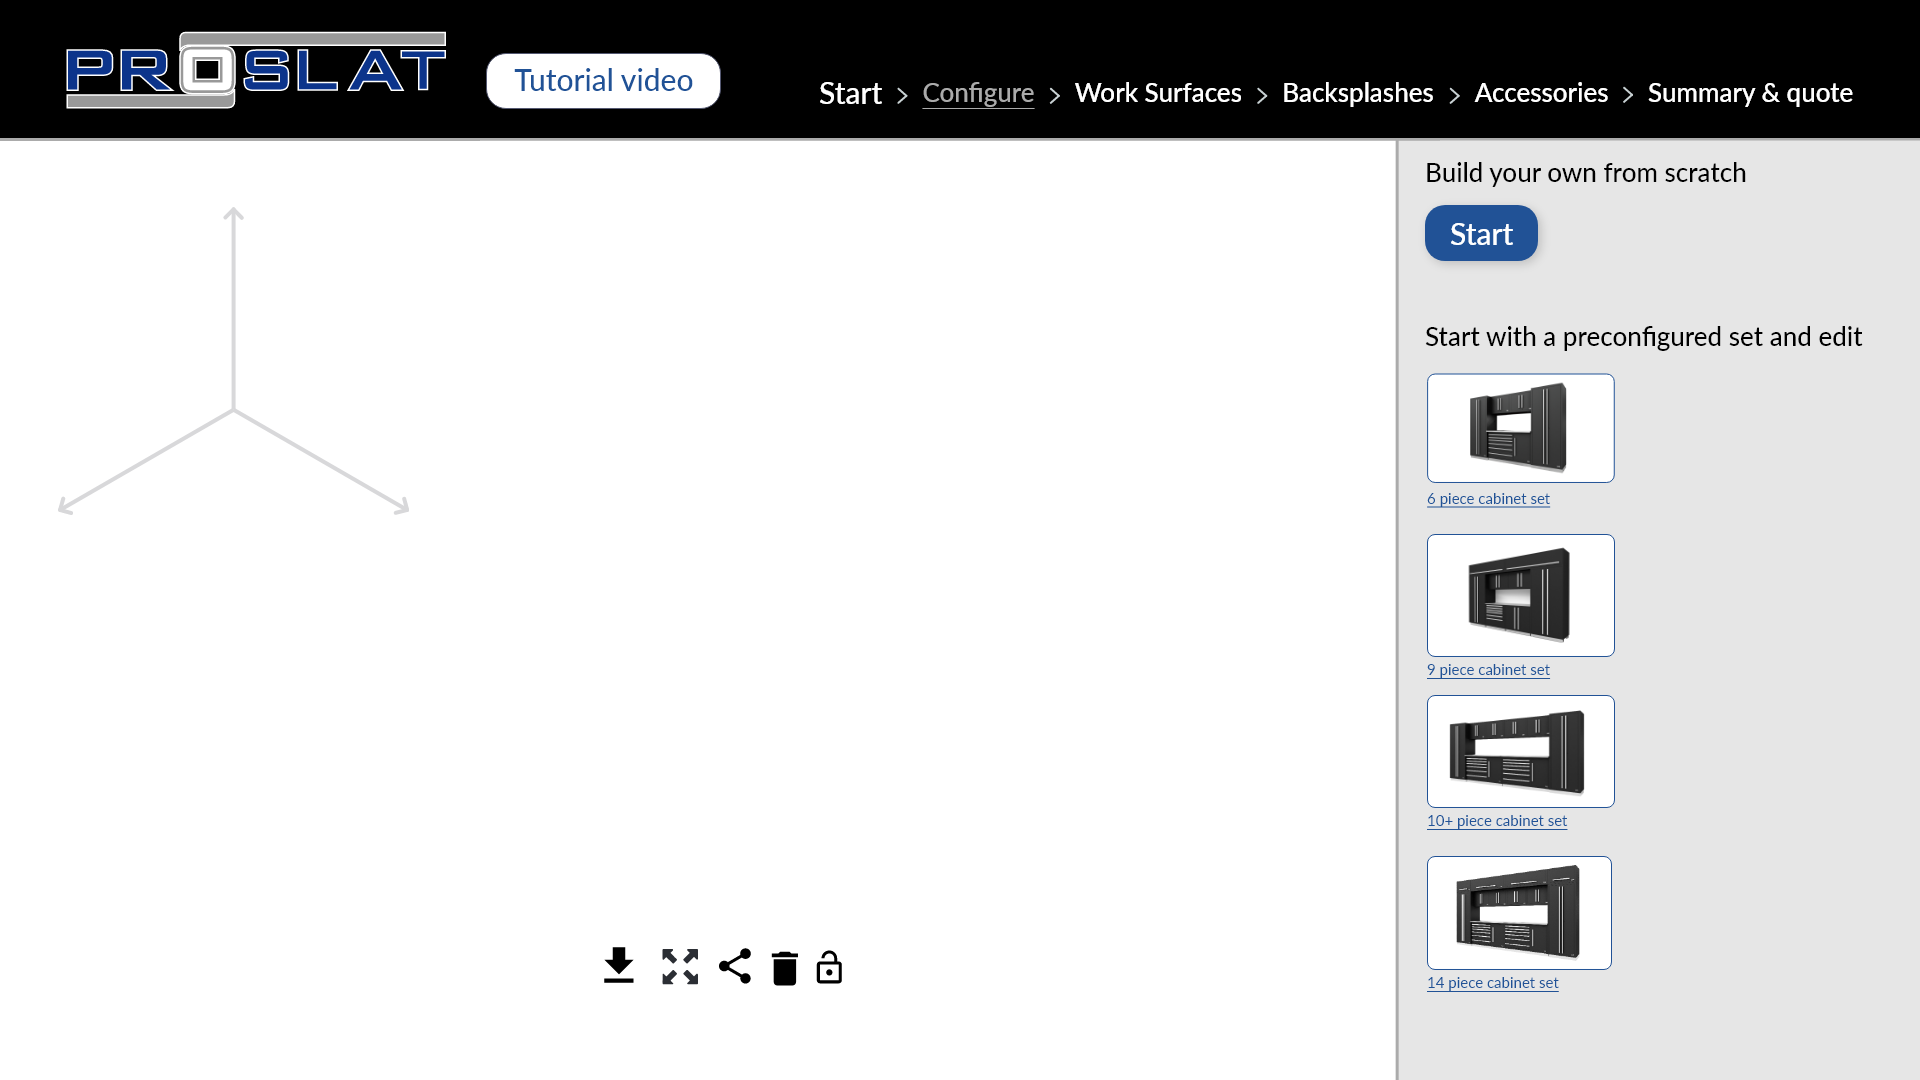 PROSLAT
Tutorial video
Start > Configure > Work Surfaces > Backsplashes > Accessories > Summary & quote
Build your own from scratch
Start
Start with a preconfigured set and edit
6 piece cabinet set
9 piece cabinet set
10+ piece cabinet set
14 piece cabinet set